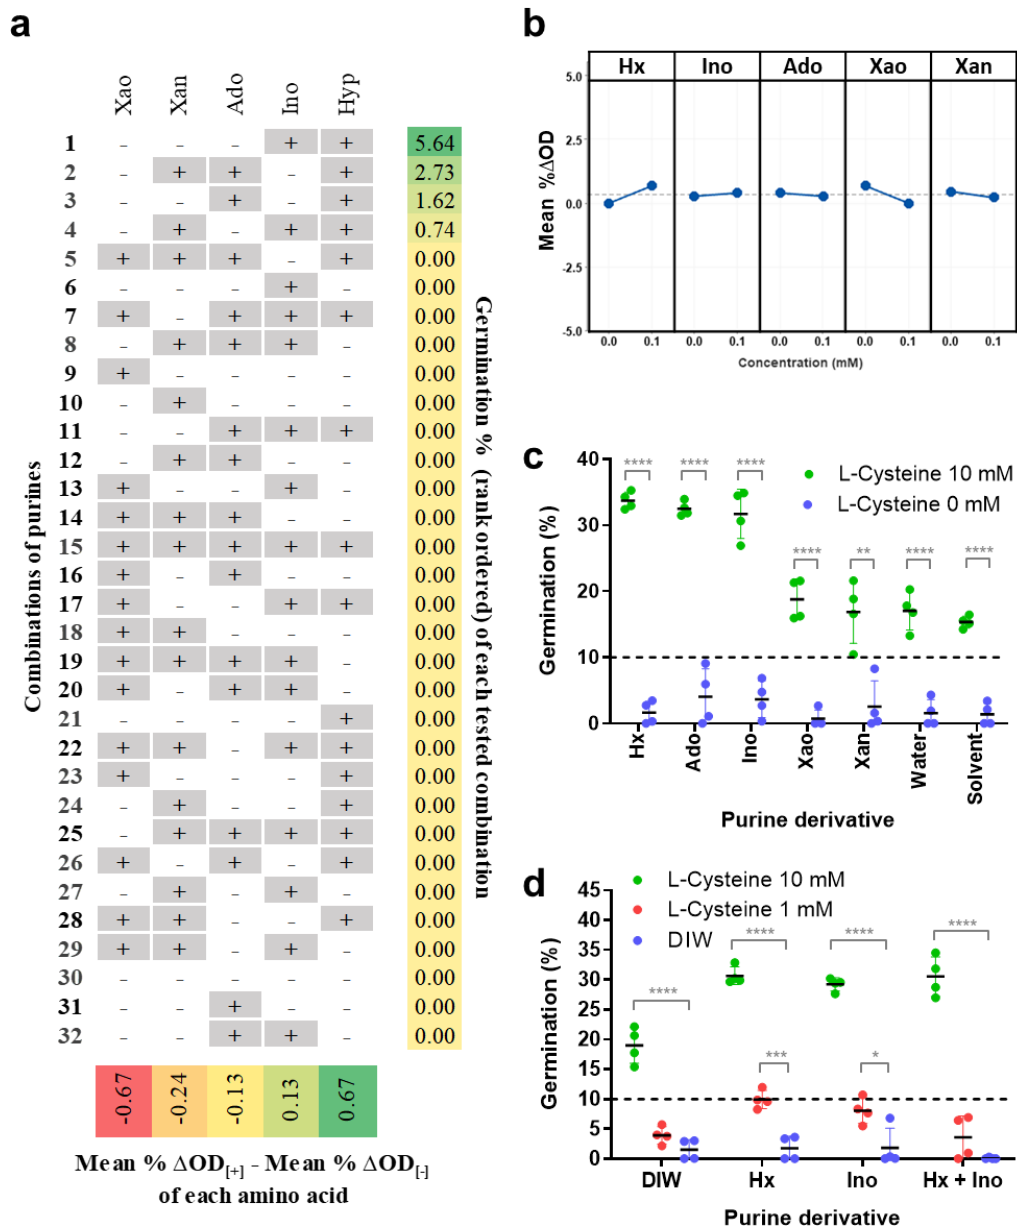 a
Xao Xan Ado Ino Hyp
1 – – – + + 5.64
2 – + + – + 2.73
3 – – + – + 1.62
4 – + – + + 0.74
5 + + + – + 0.00
6 – – – + – 0.00
7 + – + + + 0.00
8 – + + + – 0.00
9 + – – – – 0.00
10 – + – – – 0.00
11 – – + + + 0.00
12 – + + – – 0.00
13 + – – + – 0.00
14 + + + – – 0.00
15 + + + + + 0.00
16 + – + – – 0.00
17 + – – + + 0.00
18 + + – – – 0.00
19 + + + + – 0.00
20 + – + + – 0.00
21 – – – – + 0.00
22 + + – + + 0.00
23 + – – – + 0.00
24 – + – – + 0.00
25 – + + + + 0.00
26 + – + – + 0.00
27 – + – + – 0.00
28 + + – – + 0.00
29 + + – + – 0.00
30 – – – – – 0.00
31 – – + – – 0.00
32 – – + + – 0.00
Combinations of purines
Germination % (rank ordered) of each tested combination
-0.67 -0.24 -0.13 0.13 0.67
Mean % ΔOD[+] - Mean % ΔOD[-]
of each amino acid
b
Hx Ino Ado Xao Xan
5.0
2.5
0.0
-2.5
-5.0
Mean %ΔOD
0.0 0.1 0.0 0.1 0.0 0.1 0.0 0.1 0.0 0.1
Concentration (mM)
c
L-Cysteine 10 mM
L-Cysteine 0 mM
**** **** ****
**** ** **** ****
40
30
20
10
0
Germination (%)
Hx Ado Ino Xao Xan Water Solvent
Purine derivative
d
L-Cysteine 10 mM
L-Cysteine 1 mM
DIW
**** **** **** ****
*** *
45
40
35
30
25
20
15
10
5
0
Germination (%)
DIW Hx Ino Hx + Ino
Purine derivative